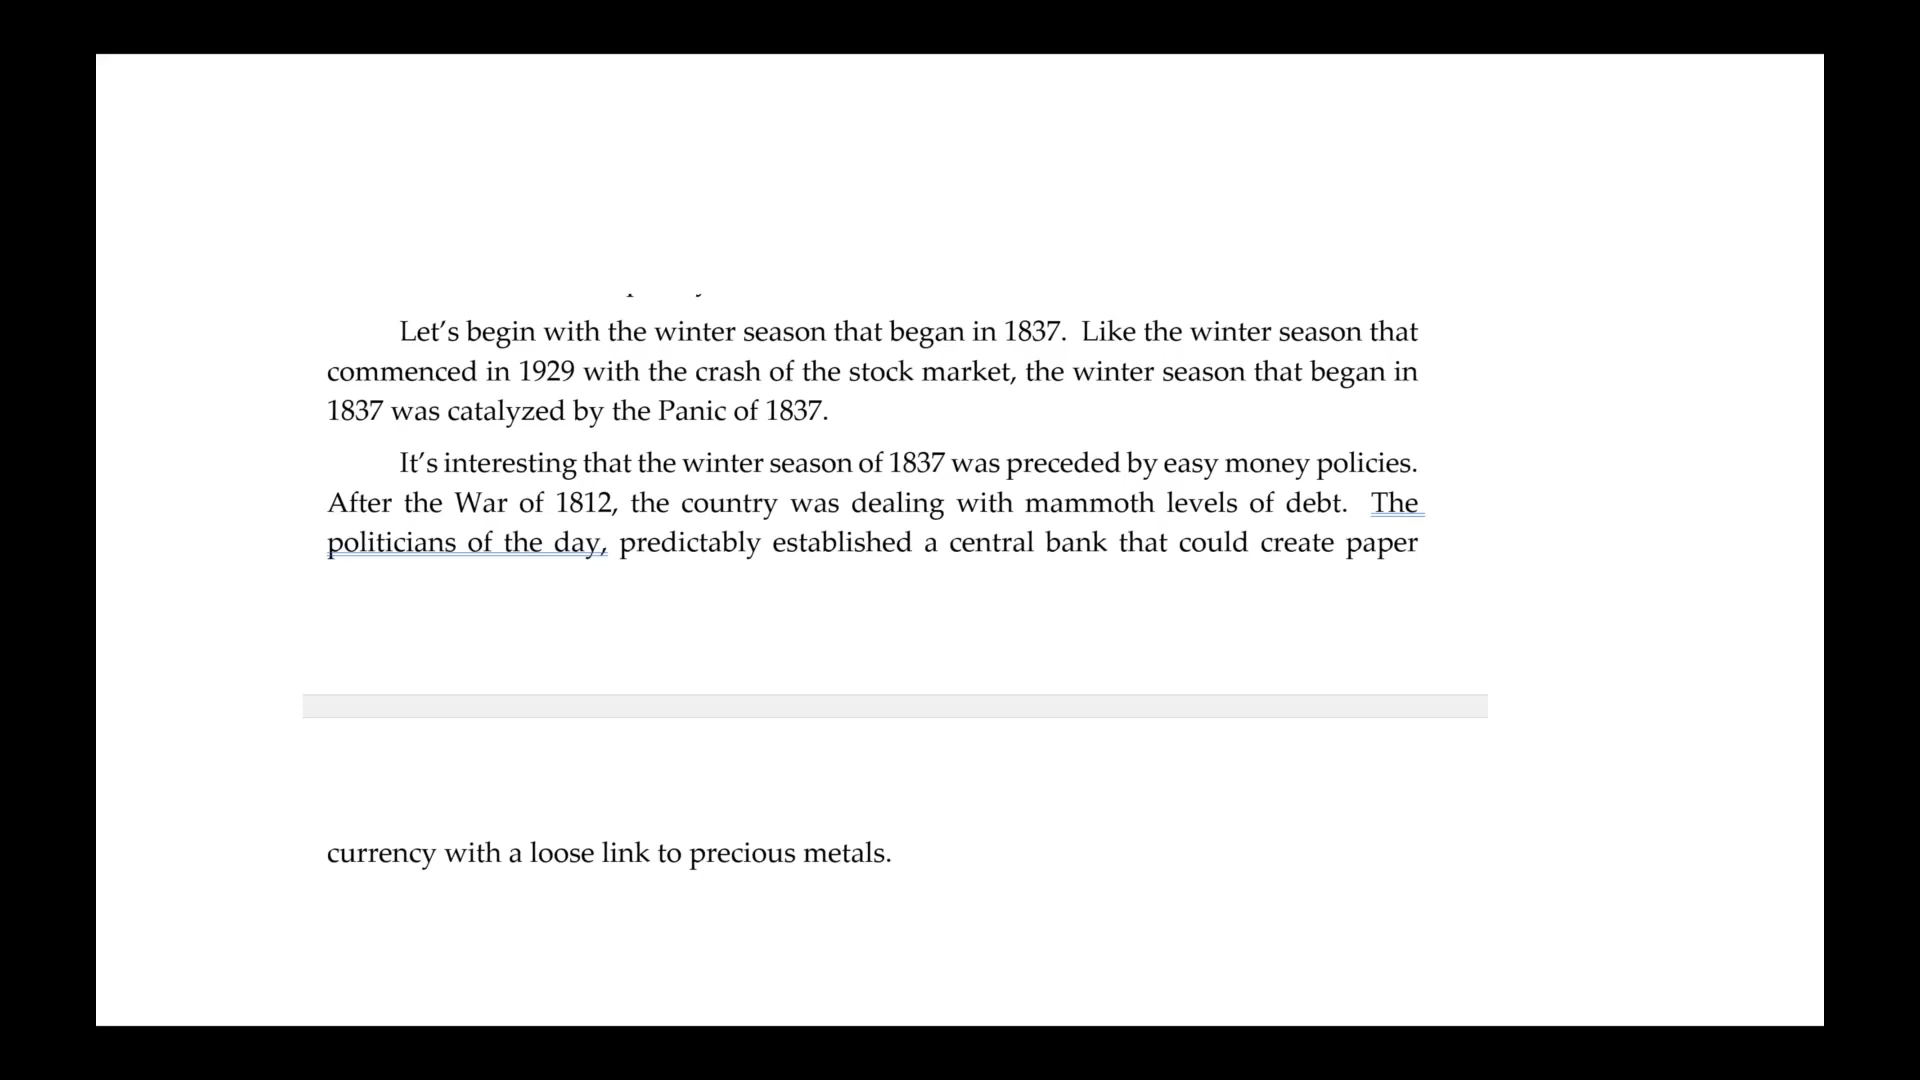 Let’s begin with the winter season that began in 1837.  Like the winter season that
commenced in 1929 with the crash of the stock market, the winter season that began in
1837 was catalyzed by the Panic of 1837.
It’s interesting that the winter season of 1837 was preceded by easy money policies.
After the War of 1812, the country was dealing with mammoth levels of debt.  The
politicians of the day, predictably established a central bank that could create paper
currency with a loose link to precious metals.